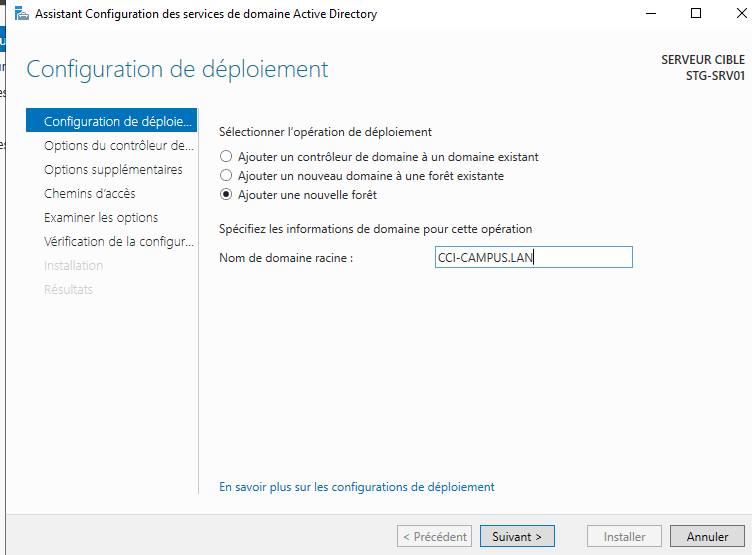 Assistant Configuration des services de domaine Active Directory
Configuration de déploiement
SERVEUR CIBLE
STG-SRV01
Configuration de déploie...
Options du contrôleur de...
Options supplémentaires
Chemins d'accès
Examiner les options
Vérification de la configur...
Installation
Résultats
Sélectionner l'opération de déploiement
Ajouter un contrôleur de domaine à un domaine existant
Ajouter un nouveau domaine à une forêt existante
Ajouter une nouvelle forêt
Spécifiez les informations de domaine pour cette opération
Nom de domaine racine : CCI-CAMPUS.LAN
En savoir plus sur les configurations de déploiement
< Précédent Suivant > Installer Annuler